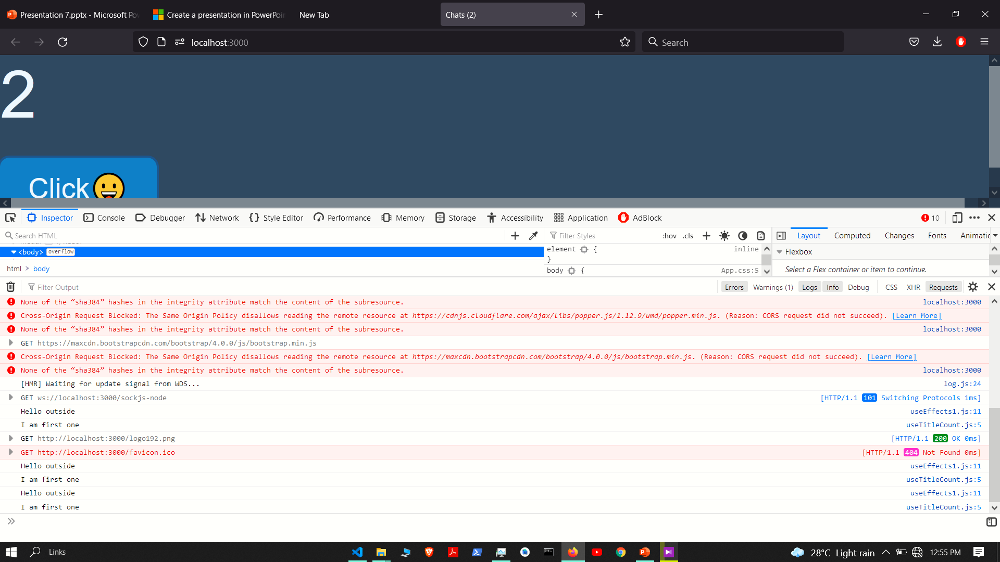 Presentation 7.pptx - Microsoft Po
Create a presentation in PowerPoin
New Tab
Chats (2)
localhost:3000
Search
2
Click
Inspector
Console
Debugger
Network
Style Editor
Performance
Memory
Storage
Accessibility
Application
AdBlock
10
Search HTML
Filter Styles
:hov .cls
Layout
Computed
Changes
Fonts
Animatic
<body> overflow
html > body
element {
inline
}
body {
App.css:5
Flexbox
Select a Flex container or item to continue.
Filter Output
Errors Warnings (1) Logs Info Debug CSS XHR Requests
None of the “sha384” hashes in the integrity attribute match the content of the subresource. localhost:3000
Cross-Origin Request Blocked: The Same Origin Policy disallows reading the remote resource at https://cdnjs.cloudflare.com/ajax/libs/popper.js/1.12.9/umd/popper.min.js. (Reason: CORS request did not succeed). [Learn More]
None of the “sha384” hashes in the integrity attribute match the content of the subresource. localhost:3000
GET https://maxcdn.bootstrapcdn.com/bootstrap/4.0.0/js/bootstrap.min.js
Cross-Origin Request Blocked: The Same Origin Policy disallows reading the remote resource at https://maxcdn.bootstrapcdn.com/bootstrap/4.0.0/js/bootstrap.min.js. (Reason: CORS request did not succeed). [Learn More]
None of the “sha384” hashes in the integrity attribute match the content of the subresource. localhost:3000
[HMR] Waiting for update signal from WDS... log.js:24
GET ws://localhost:3000/sockjs-node [HTTP/1.1 101 Switching Protocols 1ms]
Hello outside useEffects1.js:11
I am first one useTitleCount.js:5
GET http://localhost:3000/logo192.png [HTTP/1.1 200 OK 0ms]
GET http://localhost:3000/favicon.ico [HTTP/1.1 404 Not Found 0ms]
Hello outside useEffects1.js:11
I am first one useTitleCount.js:5
Hello outside useEffects1.js:11
I am first one useTitleCount.js:5
Links
28°C Light rain
12:55 PM